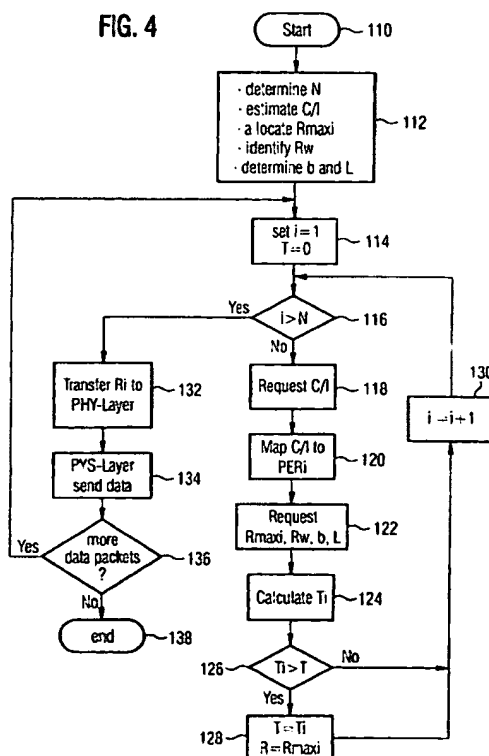 FIG. 4
Start
110
· determine N
· estimate C/I
· a locate Rmaxi
· identify Rw
· determine b and L
112
set i = 1
T = 0
114
i > N
116
Yes
No
Transfer Ri to
PHY-Layer
132
Request C/I
118
130
i = i + 1
PYS-Layer
send data
134
Map C/I to
PERi
120
more
data packets
?
136
Yes
No
Request
Rmaxi, Rw, b, L
122
end
138
Calculate Ti
124
126
Ti > T
No
Yes
128
T = Ti
R = Rmaxi